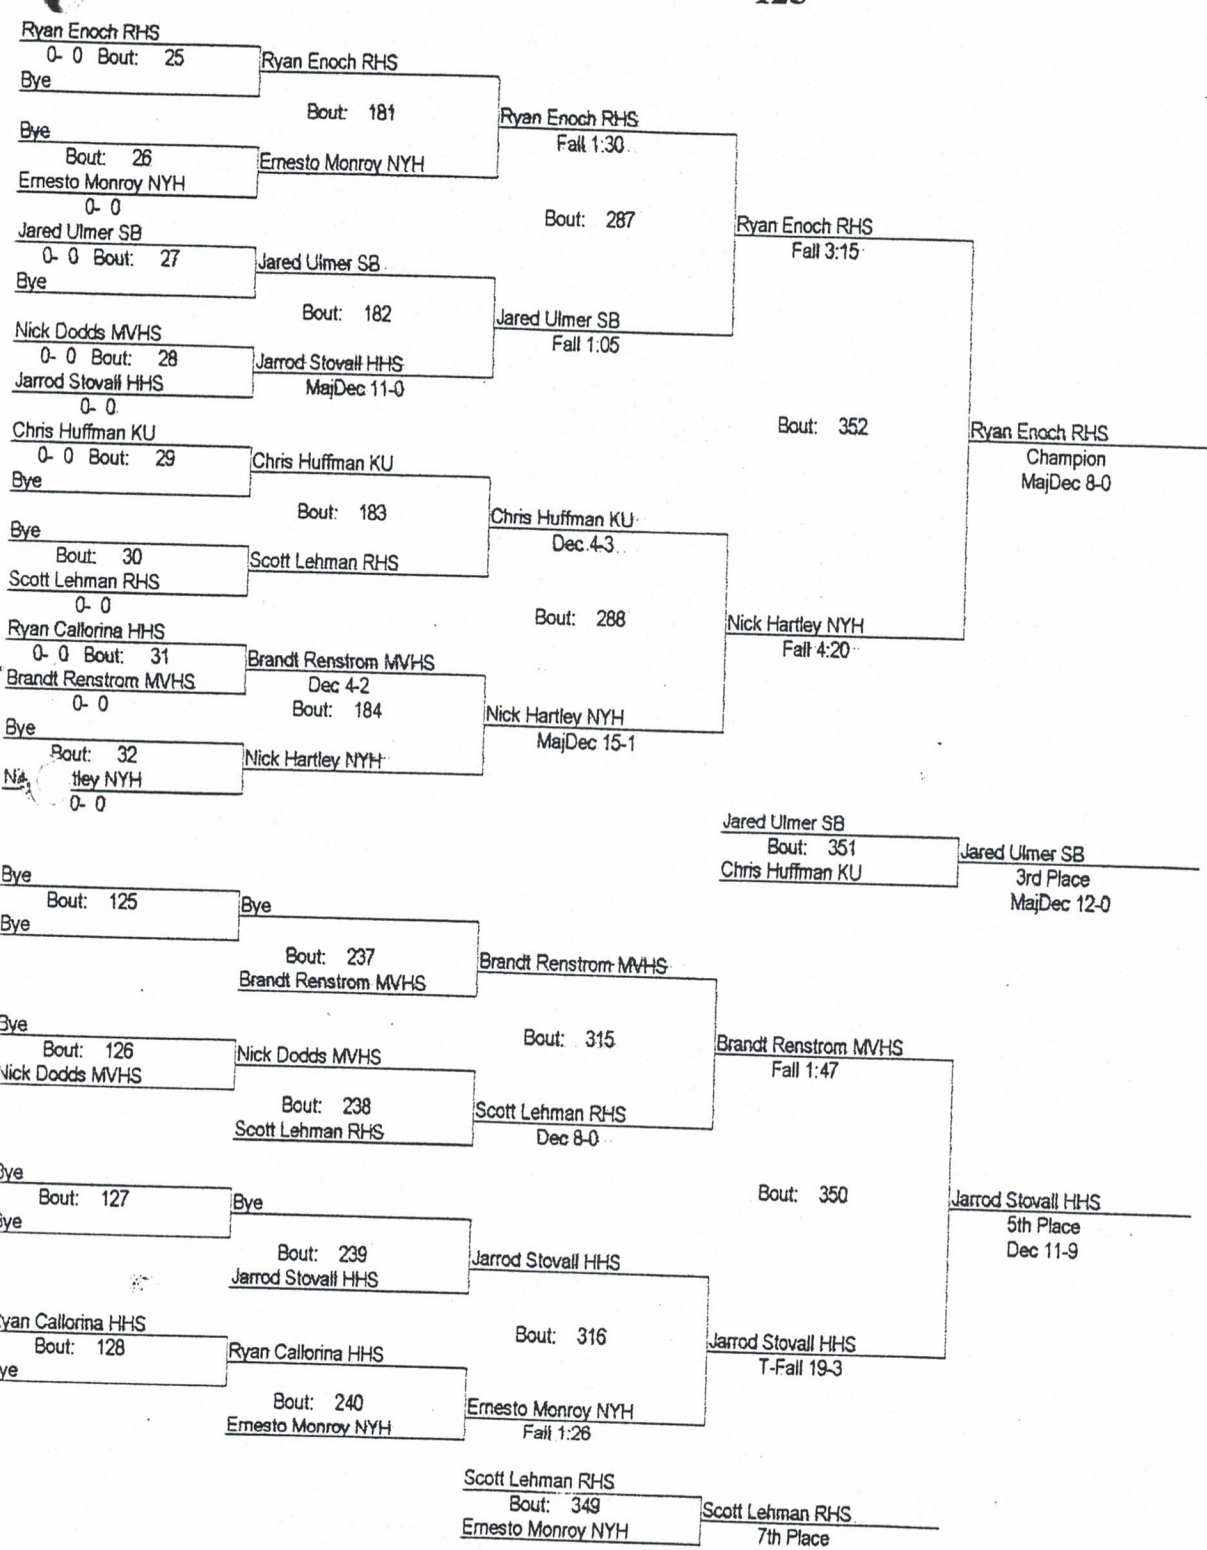 Ryan Enoch RHS
0- 0 Bout: 25
Bye
Ryan Enoch RHS
Bout: 181
Bye
Bout: 26
Ernesto Monroy NYH
0- 0
Ernesto Monroy NYH
Ryan Enoch RHS
Fall 1:30
Bout: 287
Jared Ulmer SB
0- 0 Bout: 27
Bye
Jared Ulmer SB
Bout: 182
Nick Dodds MVHS
0- 0 Bout: 28
Jarrod Stovall HHS
0- 0
Jarrod Stovall HHS
MajDec 11-0
Jared Ulmer SB
Fall 1:05
Ryan Enoch RHS
Fall 3:15
Bout: 352
Chris Huffman KU
0- 0 Bout: 29
Bye
Chris Huffman KU
Bout: 183
Bye
Bout: 30
Scott Lehman RHS
0- 0
Scott Lehman RHS
Chris Huffman KU
Dec 4-3
Bout: 288
Ryan Callorina HHS
0- 0 Bout: 31
Brandt Renstrom MVHS
0- 0
Brandt Renstrom MVHS
Dec 4-2
Bout: 184
Bye
Bout: 32
tley NYH
0- 0
Nick Hartley NYH
Nick Hartley NYH
MajDec 15-1
Nick Hartley NYH
Fall 4:20
Ryan Enoch RHS
Champion
MajDec 8-0
Jared Ulmer SB
Bout: 351
Chris Huffman KU
Jared Ulmer SB
3rd Place
MajDec 12-0
Bye
Bout: 125
Bye
Bye
Bout: 237
Brandt Renstrom MVHS
Brandt Renstrom MVHS
Bout: 315
Bye
Bout: 126
Nick Dodds MVHS
Nick Dodds MVHS
Bout: 238
Scott Lehman RHS
Scott Lehman RHS
Dec 8-0
Brandt Renstrom MVHS
Fall 1:47
Bout: 350
Bye
Bout: 127
Bye
Bye
Bout: 239
Jarrod Stovall HHS
Jarrod Stovall HHS
Bout: 316
yan Callorina HHS
Bout: 128
ye
Ryan Callorina HHS
Bout: 240
Ernesto Monroy NYH
Ernesto Monroy NYH
Fall 1:26
Jarrod Stovall HHS
T-Fall 19-3
Jarrod Stovall HHS
5th Place
Dec 11-9
Scott Lehman RHS
Bout: 349
Ernesto Monroy NYH
Scott Lehman RHS
7th Place